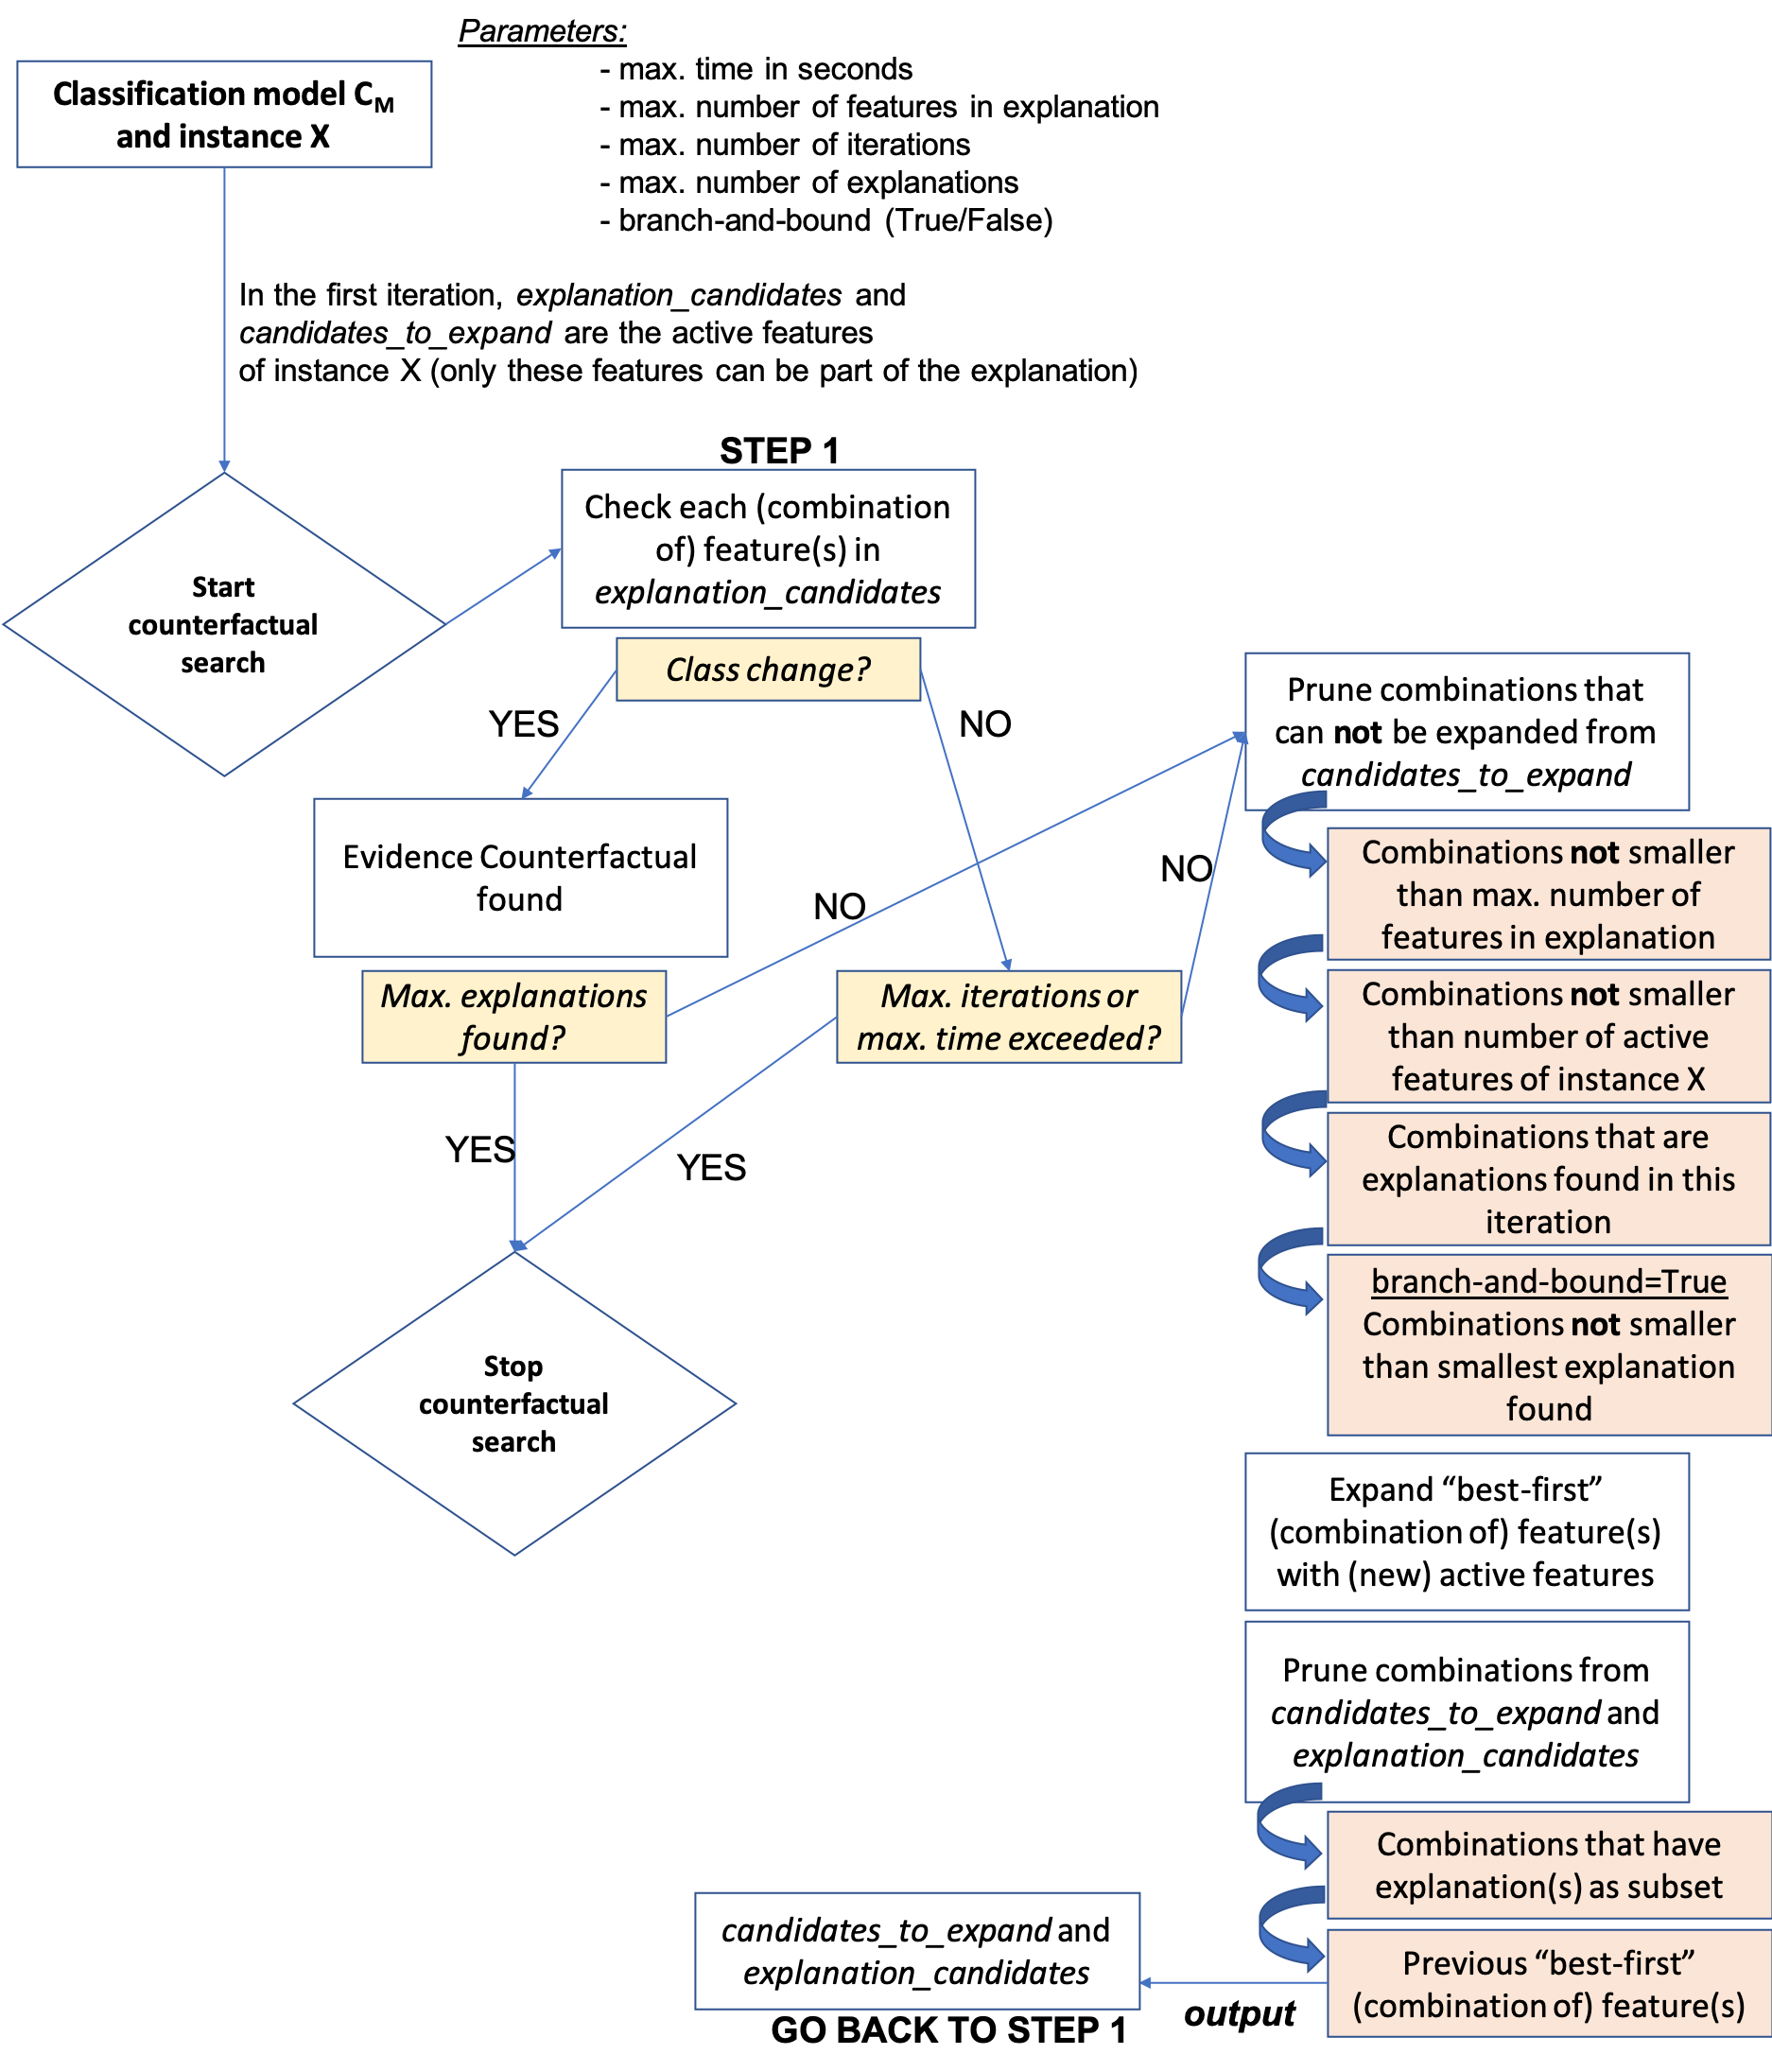 Parameters:
- max. time in seconds
- max. number of features in explanation
- max. number of iterations
- max. number of explanations
- branch-and-bound (True/False)
Classification model CM
and instance X
In the first iteration, explanation_candidates and
candidates_to_expand are the active features
of instance X (only these features can be part of the explanation)
Start
counterfactual
search
STEP 1
Check each (combination
of) feature(s) in
explanation_candidates
Class change?
YES
NO
Evidence Counterfactual
found
Max. explanations
found?
NO
YES
Max. iterations or
max. time exceeded?
NO
YES
Stop
counterfactual
search
Prune combinations that
can not be expanded from
candidates_to_expand
Combinations not smaller
than max. number of
features in explanation
Combinations not smaller
than number of active
features of instance X
Combinations that are
explanations found in this
iteration
branch-and-bound=True
Combinations not smaller
than smallest explanation
found
Expand “best-first”
(combination of) feature(s)
with (new) active features
Prune combinations from
candidates_to_expand and
explanation_candidates
Combinations that have
explanation(s) as subset
Previous “best-first”
(combination of) feature(s)
output
candidates_to_expand and
explanation_candidates
GO BACK TO STEP 1